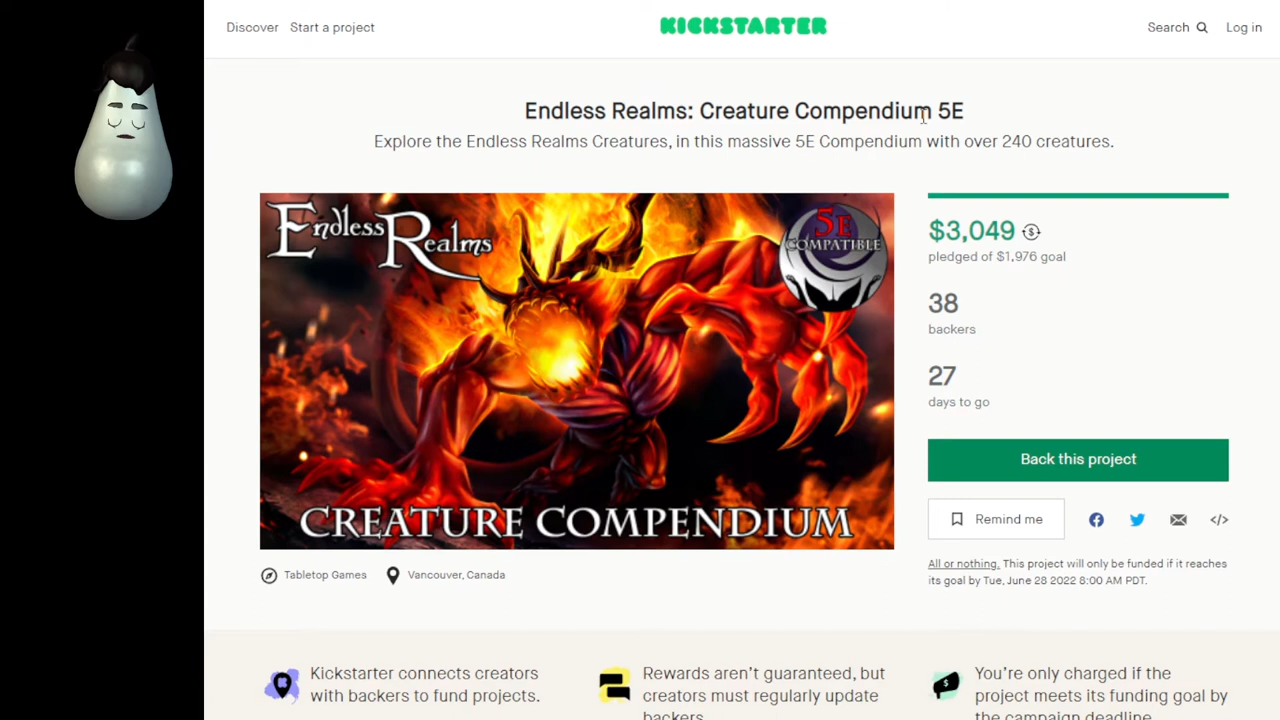 Discover Start a project KICKSTARTER Search Log in
Endless Realms: Creature Compendium 5E
Explore the Endless Realms Creatures, in this massive 5E Compendium with over 240 creatures.
Endless Realms
5E
COMPATIBLE
CREATURE COMPENDIUM
$3,049
pledged of $1,976 goal
38
backers
27
days to go
Back this project
Remind me
All or nothing. This project will only be funded if it reaches
its goal by Tue, June 28 2022 8:00 AM PDT.
Tabletop Games Vancouver, Canada
Kickstarter connects creators
with backers to fund projects.
Rewards aren't guaranteed, but
creators must regularly update
backers.
You're only charged if the
project meets its funding goal by
the campaign deadline.